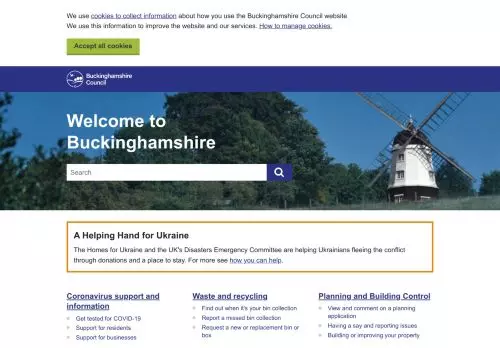 We use cookies to collect information about how you use the Buckinghamshire Council website
We use this information to improve the website and our services. How to manage cookies.
Accept all cookies
Buckinghamshire
Council
Welcome to
Buckinghamshire
Search
A Helping Hand for Ukraine
The Homes for Ukraine and the UK's Disasters Emergency Committee are helping Ukrainians fleeing the conflict
through donations and a place to stay. For more see how you can help.
Coronavirus support and
information
Get tested for COVID-19
Support for residents
Support for businesses
Waste and recycling
Find out when it's your bin collection
Report a missed bin collection
Request a new or replacement bin or
box
Planning and Building Control
View and comment on a planning
application
Having a say and reporting issues
Building or improving your property